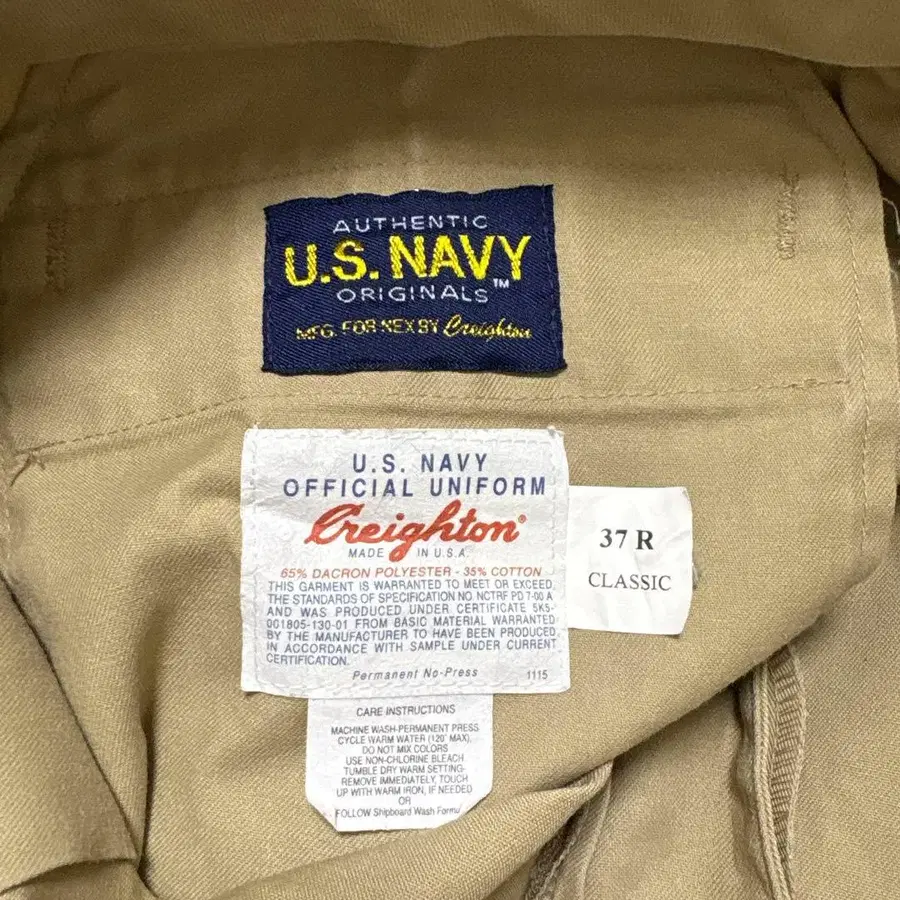 AUTHENTIC
U.S. NAVY
ORIGINALS™
MFG. FOR NEX BY Creighton
U.S. NAVY
OFFICIAL UNIFORM
Creighton®
MADE IN U.S.A.
65% DACRON POLYESTER - 35% COTTON
THIS GARMENT IS WARRANTED TO MEET OR EXCEED
THE STANDARDS OF SPECIFICATION NO. NCTRF PD 7-00 A
AND WAS PRODUCED UNDER CERTIFICATE 5K5-
001805-130-01 FROM BASIC MATERIAL WARRANTED
BY THE MANUFACTURER TO HAVE BEEN PRODUCED
IN ACCORDANCE WITH SAMPLE UNDER CURRENT
CERTIFICATION.
Permanent No-Press 1115
37 R
CLASSIC
CARE INSTRUCTIONS
MACHINE WASH-PERMANENT PRESS
CYCLE WARM WATER (120° MAX).
DO NOT MIX COLORS
USE NON-CHLORINE BLEACH
TUMBLE DRY WARM SETTING-
REMOVE IMMEDIATELY, TOUCH
UP WITH WARM IRON, IF NEEDED
OR
FOLLOW Shipboard Wash Formu